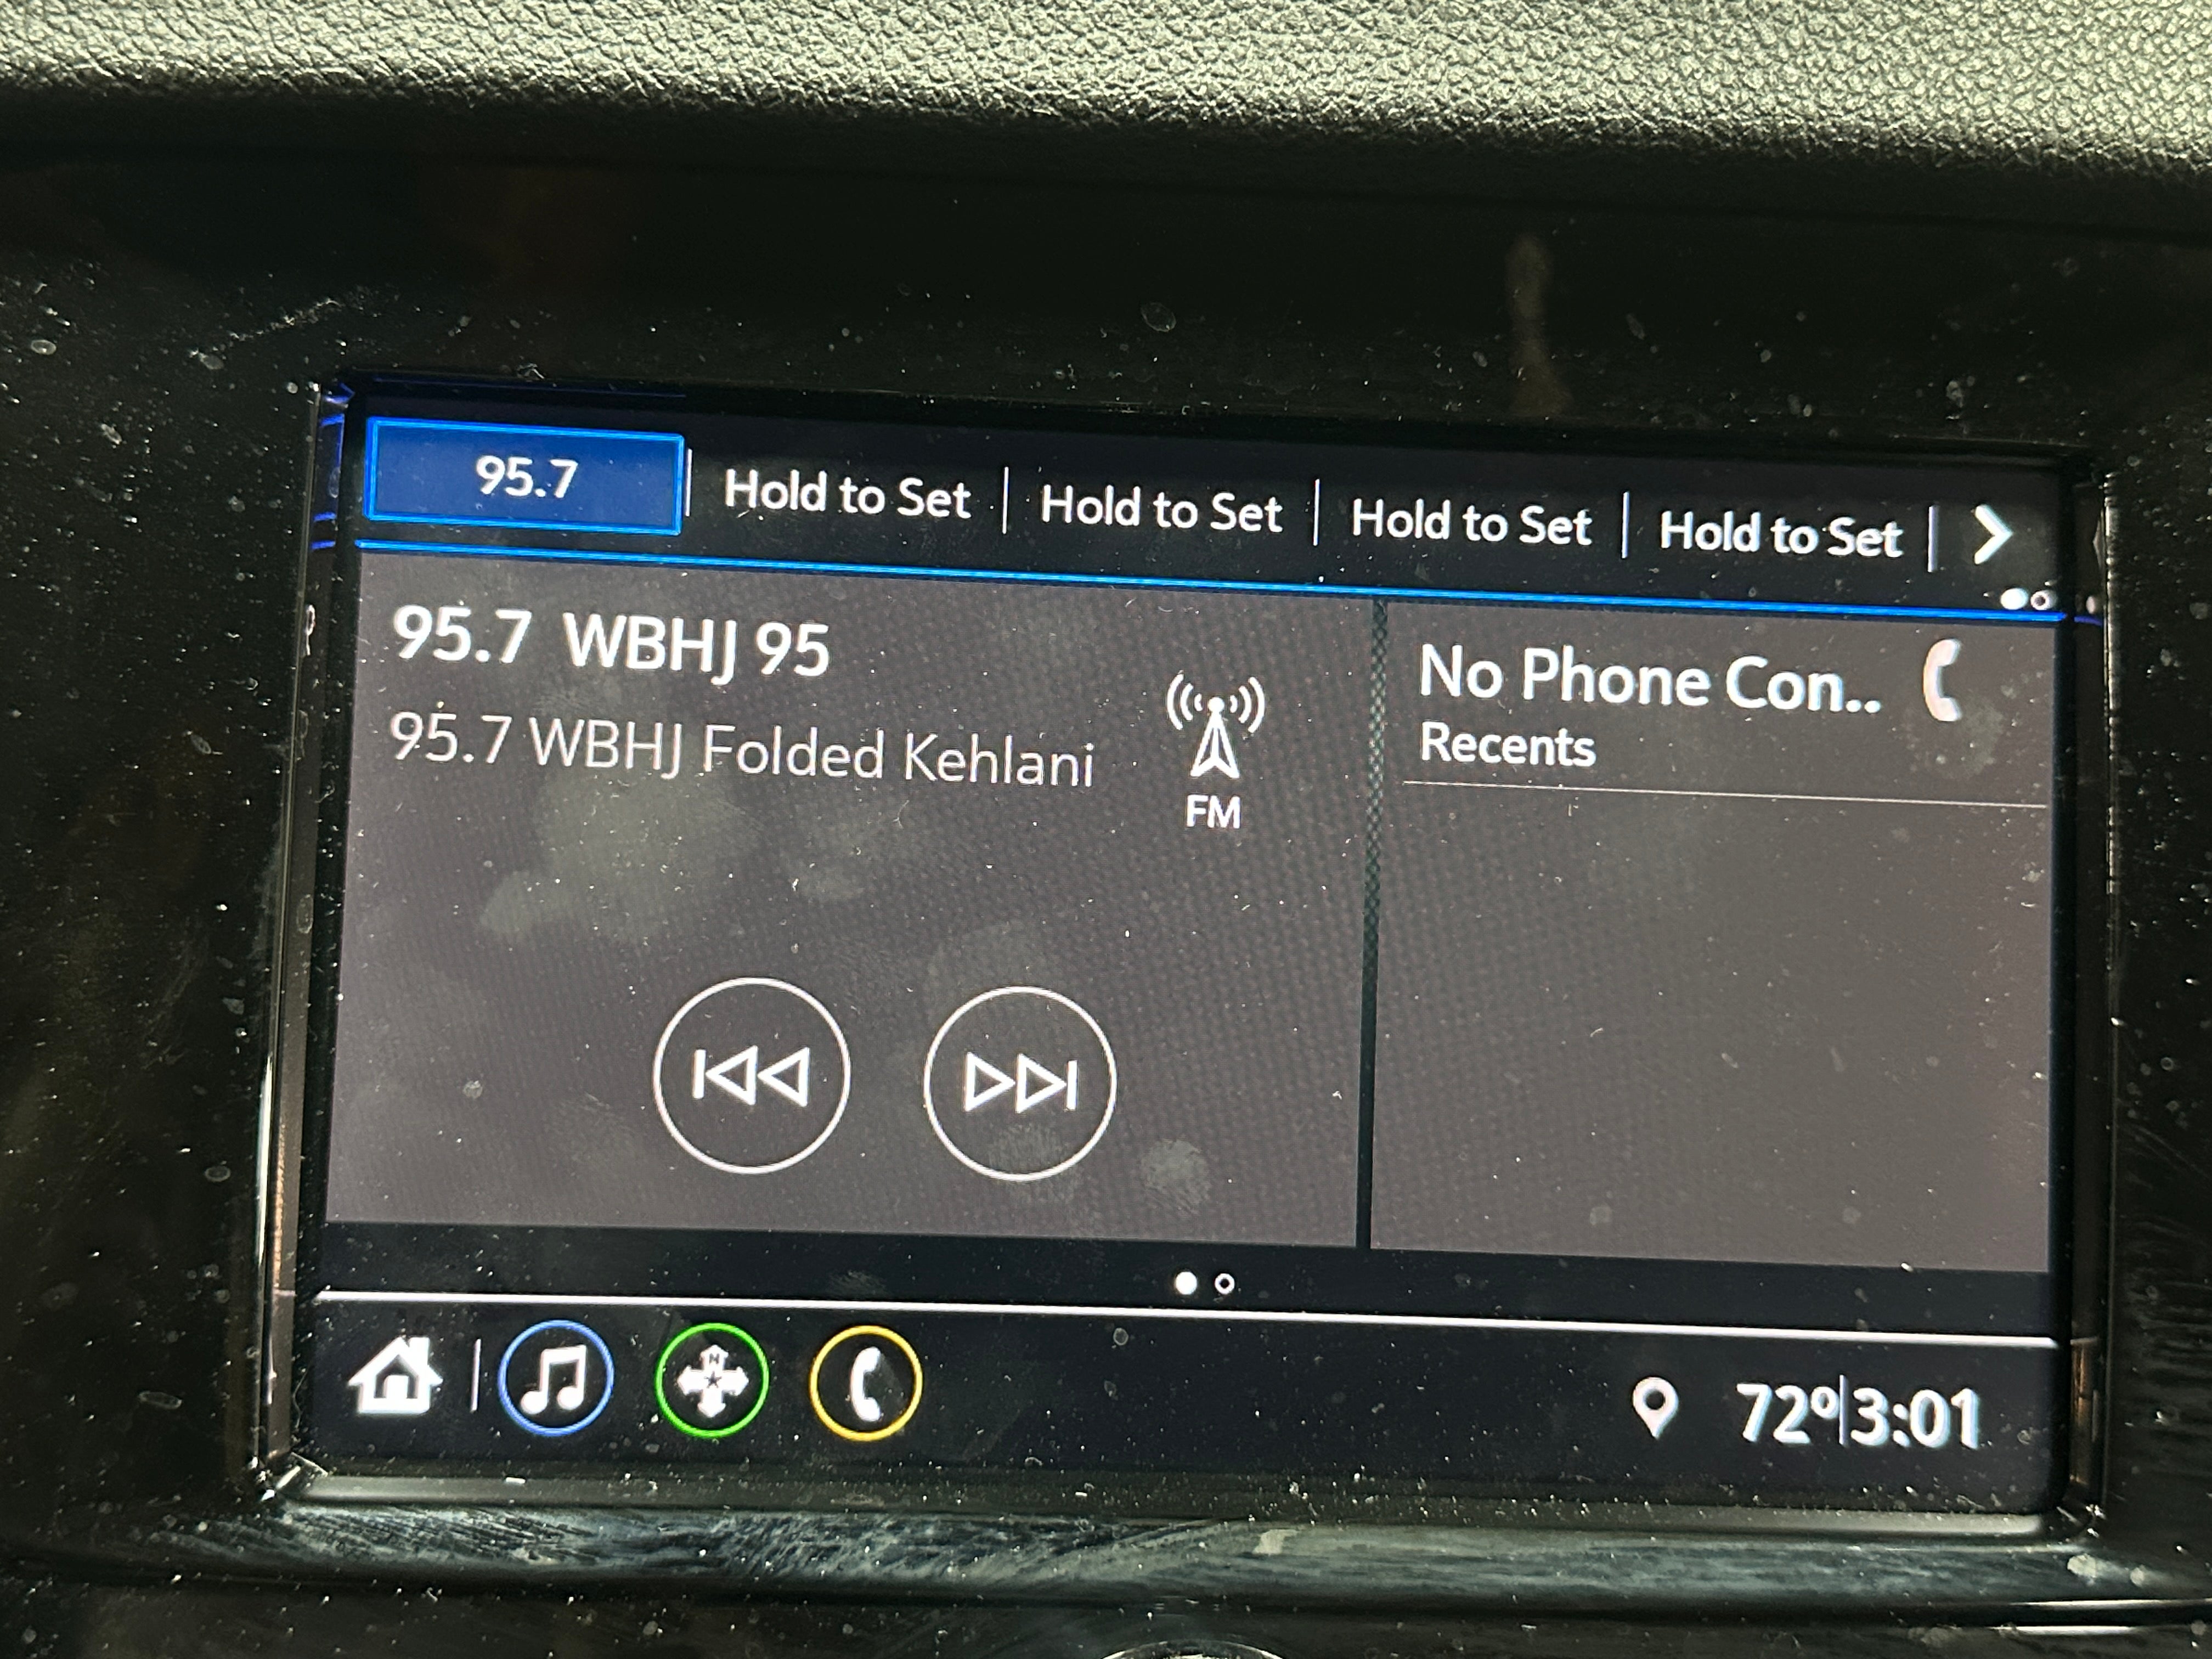 95.7 Hold to Set Hold to Set Hold to Set Hold to Set
95.7 WBHJ 95
95.7 WBHJ Folded Kehlani
FM
No Phone Con..
Recents
N
72º 3:01